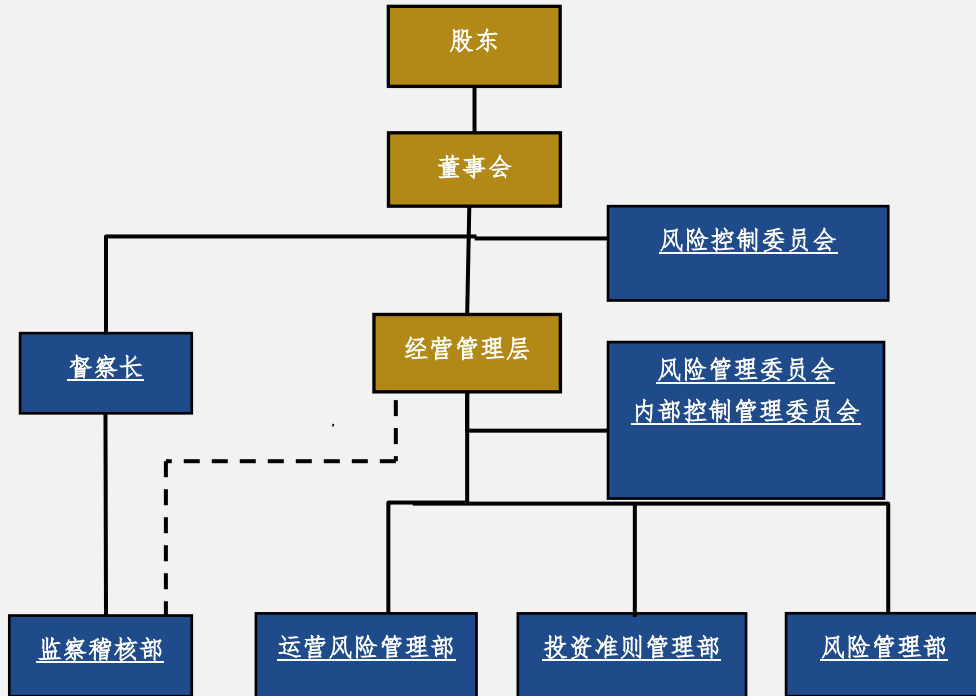 股东
董事会
风险控制委员会
督察长
经营管理层
风险管理委员会
内部控制管理委员会
监察稽核部
运营风险管理部
投资准则管理部
风险管理部